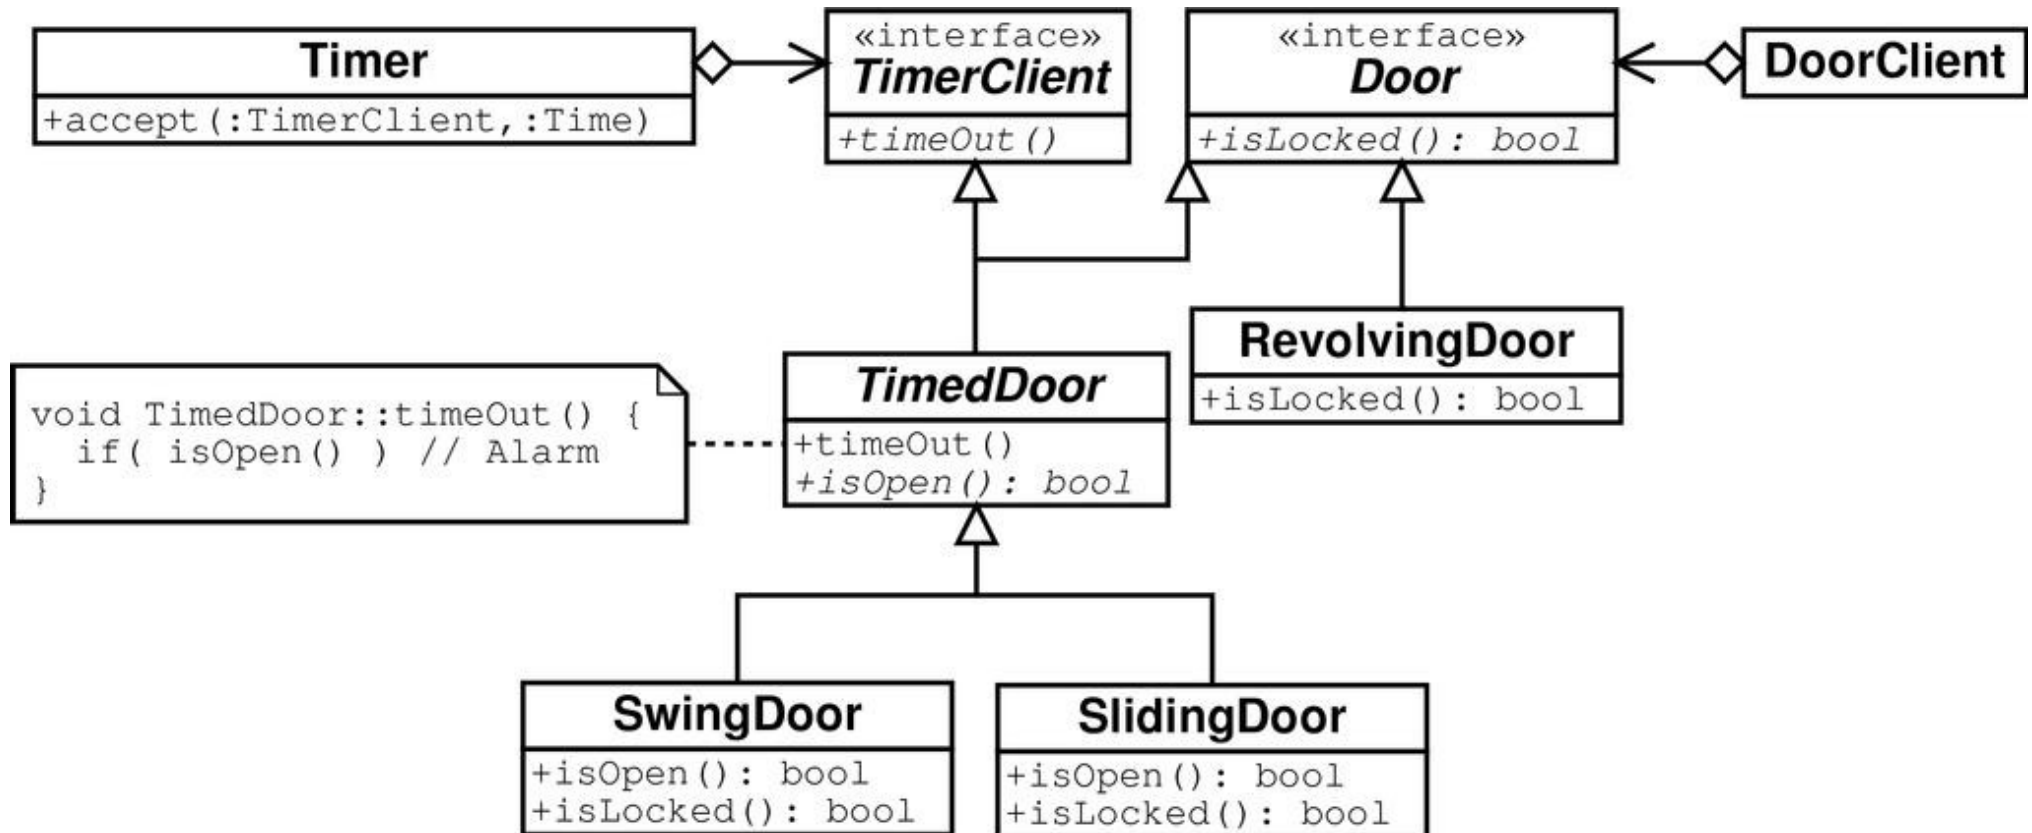 Timer
+accept(:TimerClient,:Time)
«interface»
TimerClient
+timeOut()
«interface»
Door
+isLocked(): bool
DoorClient
RevolvingDoor
+isLocked(): bool
void TimedDoor::timeOut() {
if( isOpen() ) // Alarm
}
TimedDoor
+timeOut()
+isOpen(): bool
SwingDoor
+isOpen(): bool
+isLocked(): bool
SlidingDoor
+isOpen(): bool
+isLocked(): bool